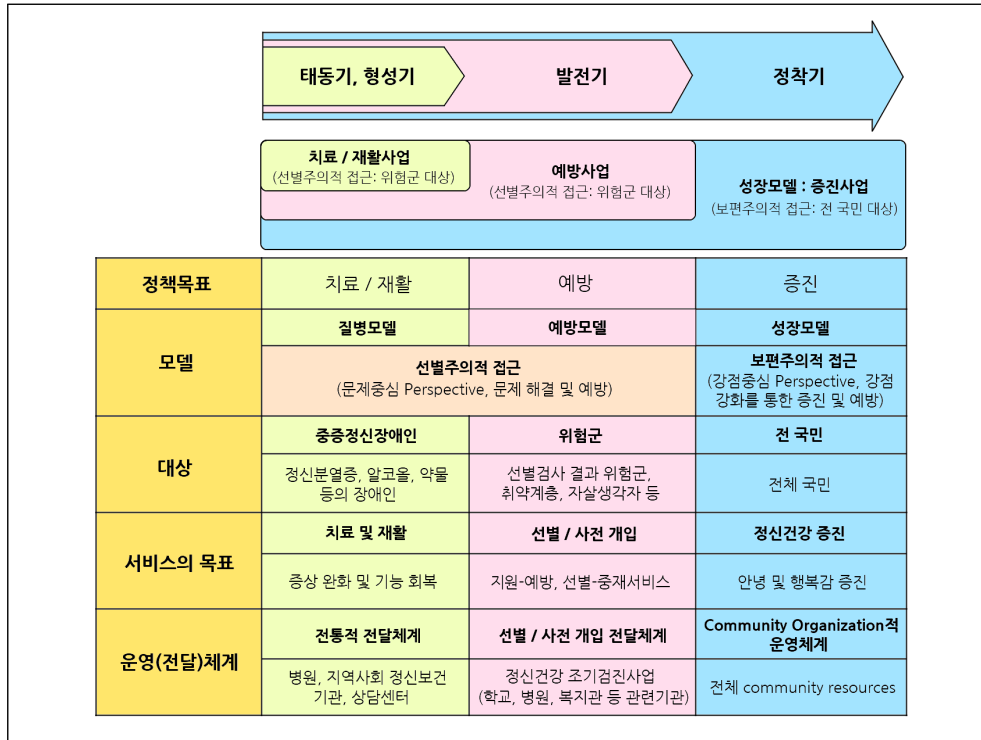 태동기, 형성기
발전기
정착기
치료 / 재활사업
(선별주의적 접근: 위험군 대상)
예방사업
(선별주의적 접근: 위험군 대상)
성장모델 : 증진사업
(보편주의적 접근: 전 국민 대상)
정책목표
치료 / 재활
예방
증진
모델
질병모델
예방모델
성장모델
선별주의적 접근
(문제중심 Perspective, 문제 해결 및 예방)
보편주의적 접근
(강점중심 Perspective, 강점
강화를 통한 증진 및 예방)
대상
중증정신장애인
위험군
전 국민
정신분열증, 알코올, 약물
등의 장애인
선별검사 결과 위험군,
취약계층, 자살생각자 등
전체 국민
서비스의 목표
치료 및 재활
선별 / 사전 개입
정신건강 증진
증상 완화 및 기능 회복
지원-예방, 선별-중재서비스
안녕 및 행복감 증진
운영(전달)체계
전통적 전달체계
선별 / 사전 개입 전달체계
Community Organization적
운영체계
병원, 지역사회 정신보건
기관, 상담센터
정신건강 조기검진사업
(학교, 병원, 복지관 등 관련기관)
전체 community resources